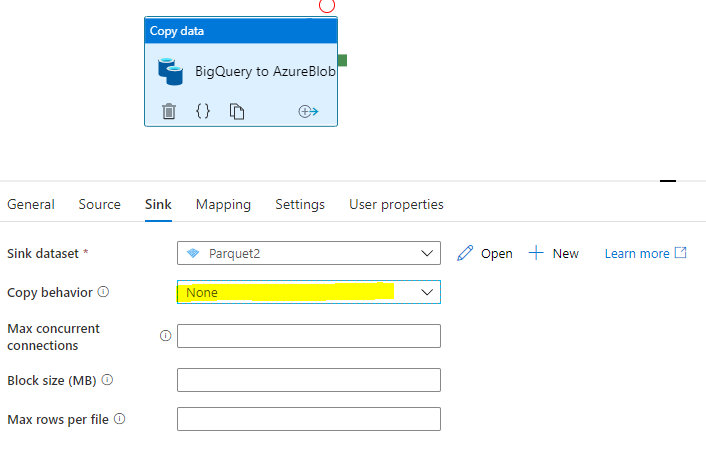 Copy data
BigQuery to AzureBlob
General Source Sink Mapping Settings User properties
Sink dataset * Parquet2 Open New Learn more
Copy behavior None
Max concurrent
connections
Block size (MB)
Max rows per file